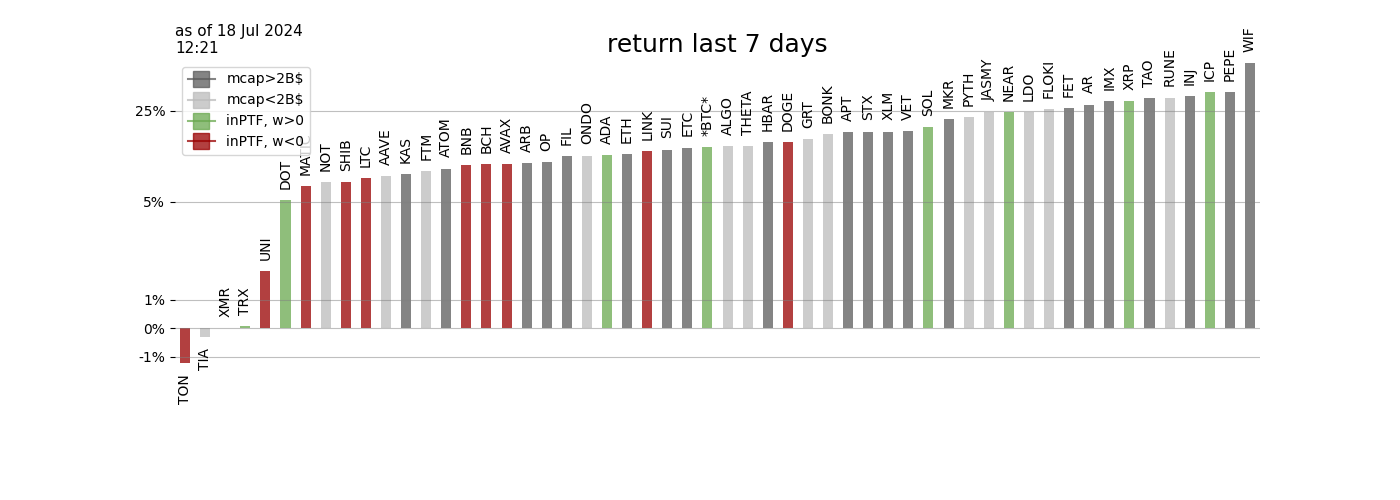 as of 18 Jul 2024
12:21
return last 7 days
mcap>2B$
mcap<2B$
inPTF, w>0
inPTF, w<0
25%
5%
1%
0%
-1%
TON
TIA
XMR
TRX
UNI
DOT
MATIC
NOT
SHIB
LTC
AAVE
KAS
FTM
ATOM
BNB
BCH
AVAX
ARB
OP
FIL
ONDO
ADA
ETH
LINK
SUI
ETC
*BTC*
ALGO
THETA
HBAR
DOGE
GRT
BONK
APT
STX
XLM
VET
SOL
MKR
PYTH
JASMY
NEAR
LDO
FLOKI
FET
AR
IMX
XRP
TAO
RUNE
INJ
ICP
PEPE
WIF